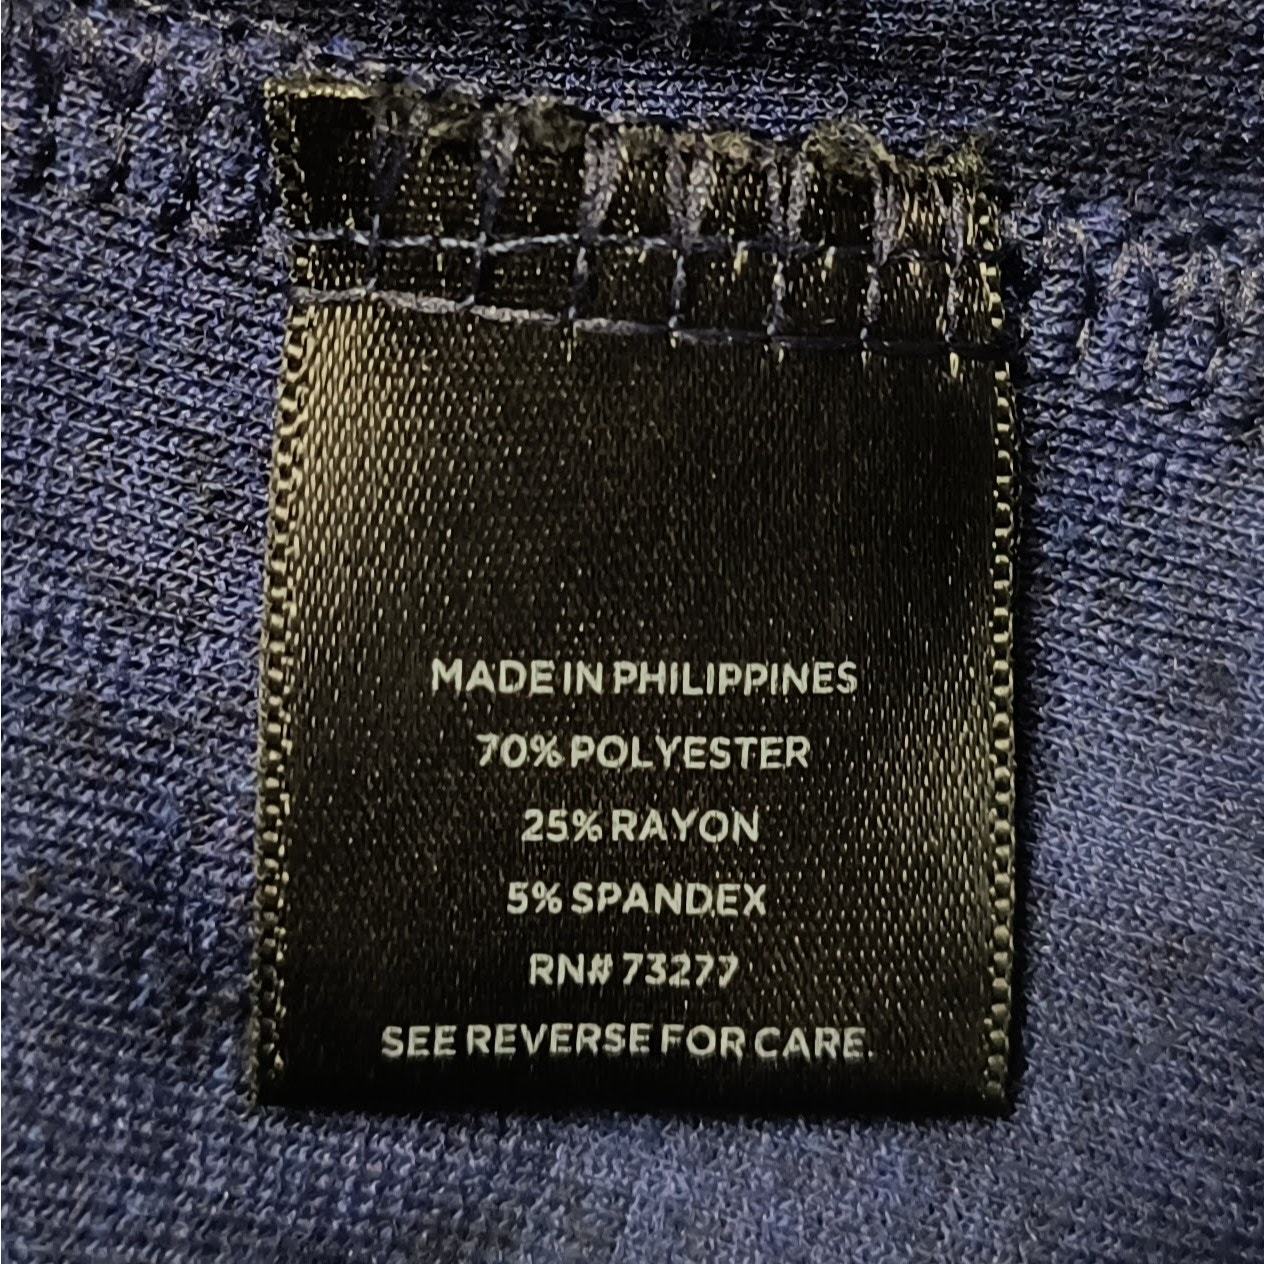 MADE IN PHILIPPINES
70% POLYESTER
25% RAYON
5% SPANDEX
RN# 73277
SEE REVERSE FOR CARE.